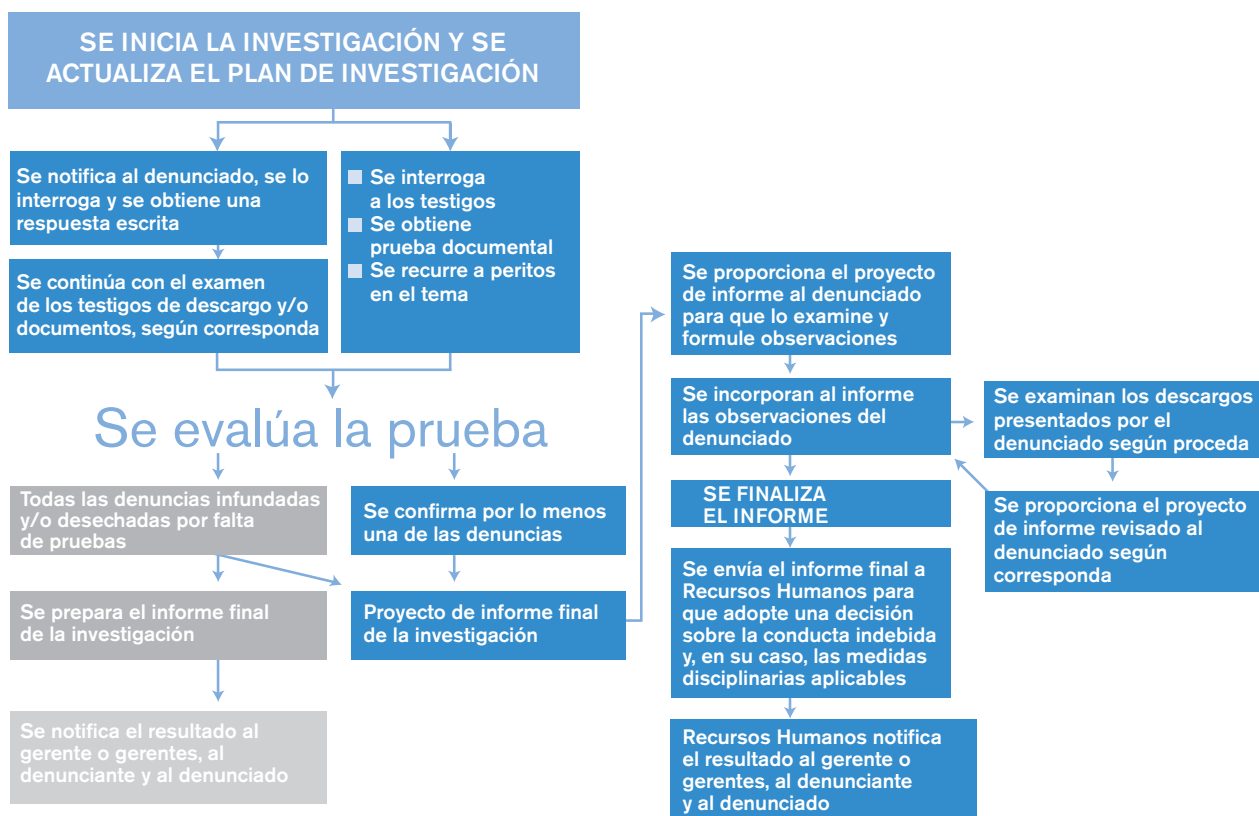 SE INICIA LA INVESTIGACIÓN Y SE
ACTUALIZA EL PLAN DE INVESTIGACIÓN
Se notifica al denunciado, se lo
interroga y se obtiene una
respuesta escrita
Se continúa con el examen
de los testigos de descargo y/o
documentos, según corresponda
Se interroga
a los testigos
Se obtiene
prueba documental
Se recurre a peritos
en el tema
Se evalúa la prueba
Todas las denuncias infundadas
y/o desechadas por falta
de pruebas
Se prepara el informe final
de la investigación
Se notifica el resultado al
gerente o gerentes, al
denunciante y al denunciado
Se confirma por lo menos
una de las denuncias
Proyecto de informe final
de la investigación
Se proporciona el proyecto
de informe al denunciado
para que lo examine y
formule observaciones
Se incorporan al informe
las observaciones del
denunciado
Se examinan los descargos
presentados por el
denunciado según proceda
Se proporciona el proyecto
de informe revisado al
denunciado según
corresponda
SE FINALIZA
EL INFORME
Se envía el informe final a
Recursos Humanos para
que adopte una decisión
sobre la conducta indebida
y, en su caso, las medidas
disciplinarias aplicables
Recursos Humanos notifica
el resultado al gerente o
gerentes, al denunciante
y al denunciado